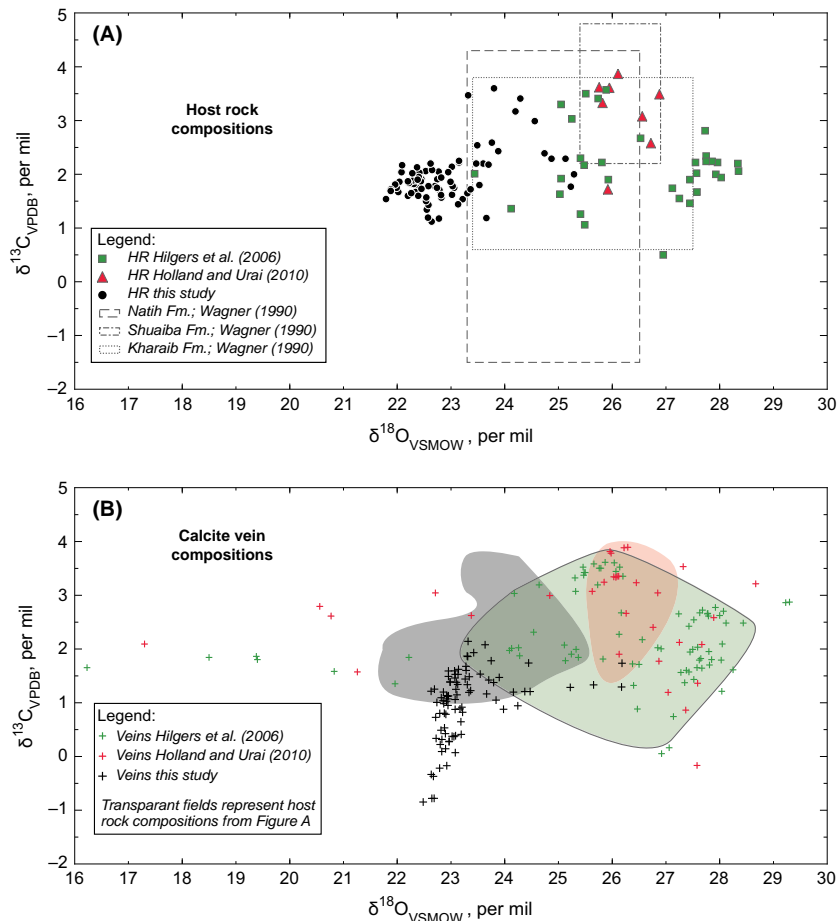 (A)
Host rock
compositions
5
4
3
2
1
0
–1
–2
δ13CVPDB, per mil
Legend:
HR Hilgers et al. (2006)
HR Holland and Urai (2010)
HR this study
Natih Fm.; Wagner (1990)
Shuaiba Fm.; Wagner (1990)
Kharaib Fm.; Wagner (1990)
16 17 18 19 20 21 22 23 24 25 26 27 28 29 30
δ18OVSMOW , per mil
(B)
Calcite vein
compositions
5
4
3
2
1
0
–1
–2
δ13CVPDB, per mil
Legend:
Veins Hilgers et al. (2006)
Veins Holland and Urai (2010)
Veins this study
Transparant fields represent host
rock compositions from Figure A
16 17 18 19 20 21 22 23 24 25 26 27 28 29 30
δ18OVSMOW , per mil